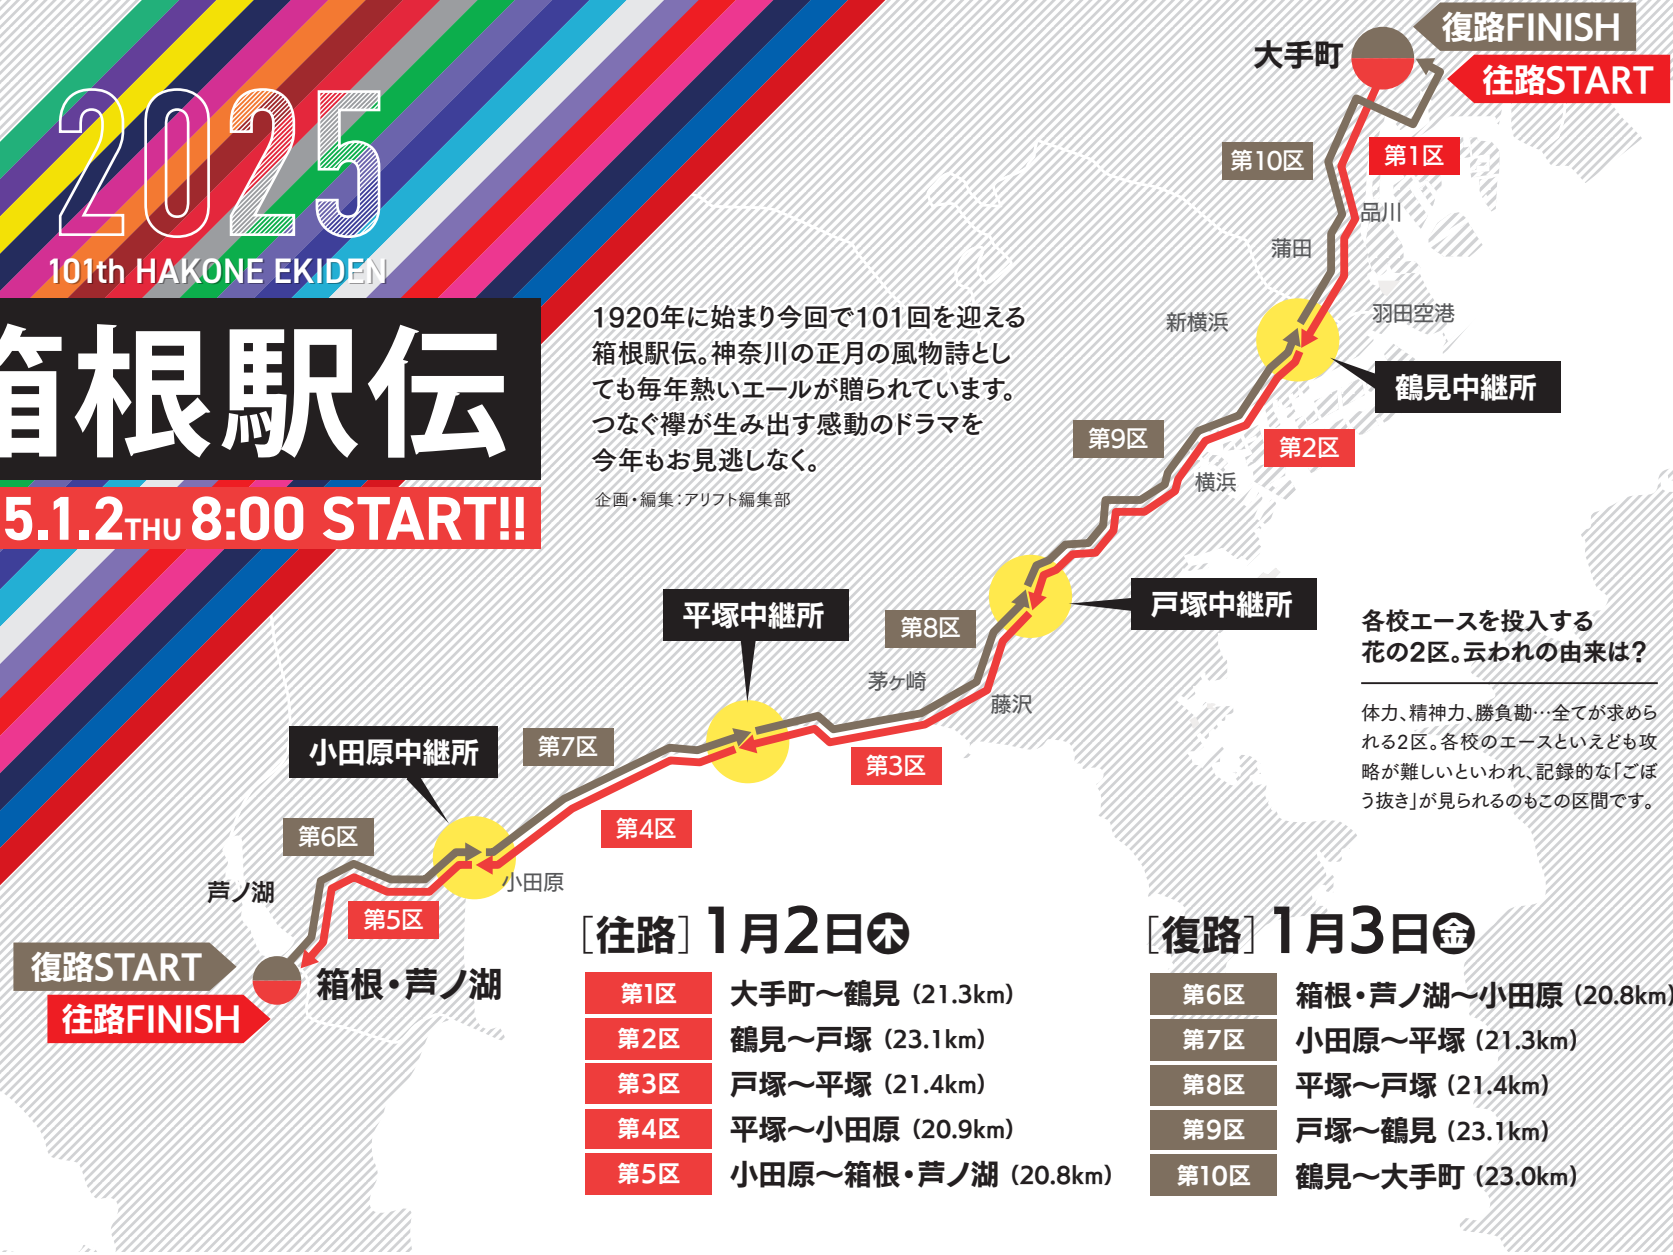 2025
101th HAKONE EKIDEN
箱根駅伝
5.1.2THU 8:00 START!!
1920年に始まり今回で101回を迎える
箱根駅伝。神奈川の正月の風物詩とし
ても毎年熱いエールが贈られています。
つなぐ襷が生み出す感動のドラマを
今年もお見逃しなく。
企画・編集：アリフト編集部
復路FINISH
大手町
往路START
第10区
第1区
品川
蒲田
羽田空港
新横浜
鶴見中継所
第9区
第2区
横浜
戸塚中継所
平塚中継所
第8区
茅ヶ崎
藤沢
第3区
小田原中継所
第7区
第4区
第6区
小田原
芦ノ湖
第5区
復路START
箱根・芦ノ湖
往路FINISH
各校エースを投入する
花の2区。云われの由来は？
体力、精神力、勝負勘…全てが求めら
れる2区。各校のエースといえども攻
略が難しいといわれ、記録的な「ごぼ
う抜き」が見られるのもこの区間です。
［往路］1月2日㊍
第1区 大手町〜鶴見（21.3km）
第2区 鶴見〜戸塚（23.1km）
第3区 戸塚〜平塚（21.4km）
第4区 平塚〜小田原（20.9km）
第5区 小田原〜箱根・芦ノ湖（20.8km）
［復路］1月3日㊎
第6区 箱根・芦ノ湖〜小田原（20.8km）
第7区 小田原〜平塚（21.3km）
第8区 平塚〜戸塚（21.4km）
第9区 戸塚〜鶴見（23.1km）
第10区 鶴見〜大手町（23.0km）